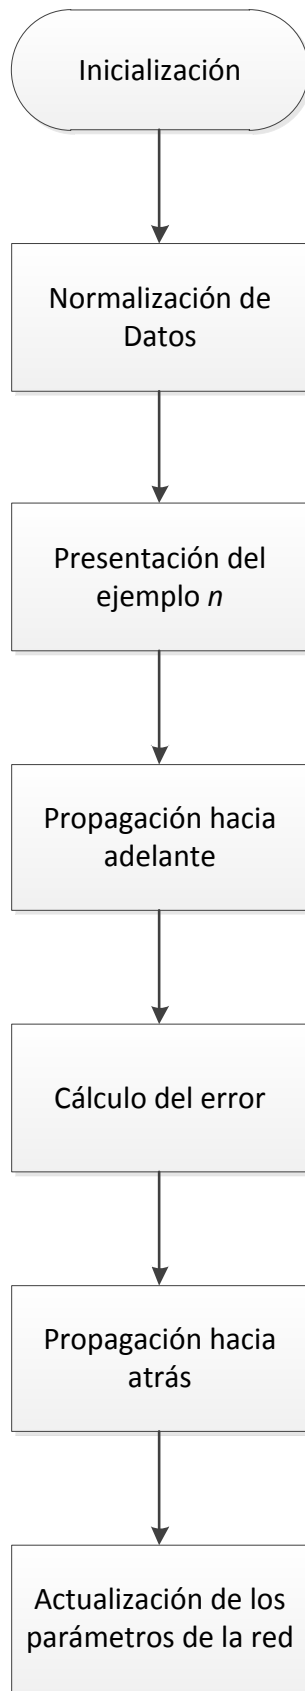 Inicialización
Normalización de
Datos
Presentación del
ejemplo n
Propagación hacia
adelante
Cálculo del error
Propagación hacia
atrás
Actualización de los
parámetros de la red